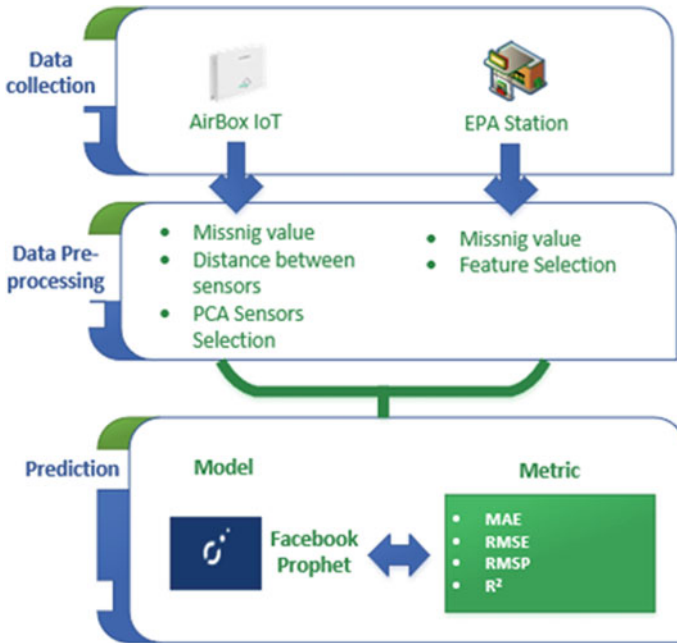 Data
collection
AirBox IoT
EPA Station
Data Pre-
processing
• Missnig value
• Distance between
sensors
• PCA Sensors
Selection
• Missnig value
• Feature Selection
Prediction
Model
Facebook
Prophet
Metric
• MAE
• RMSE
• RMSP
• R²